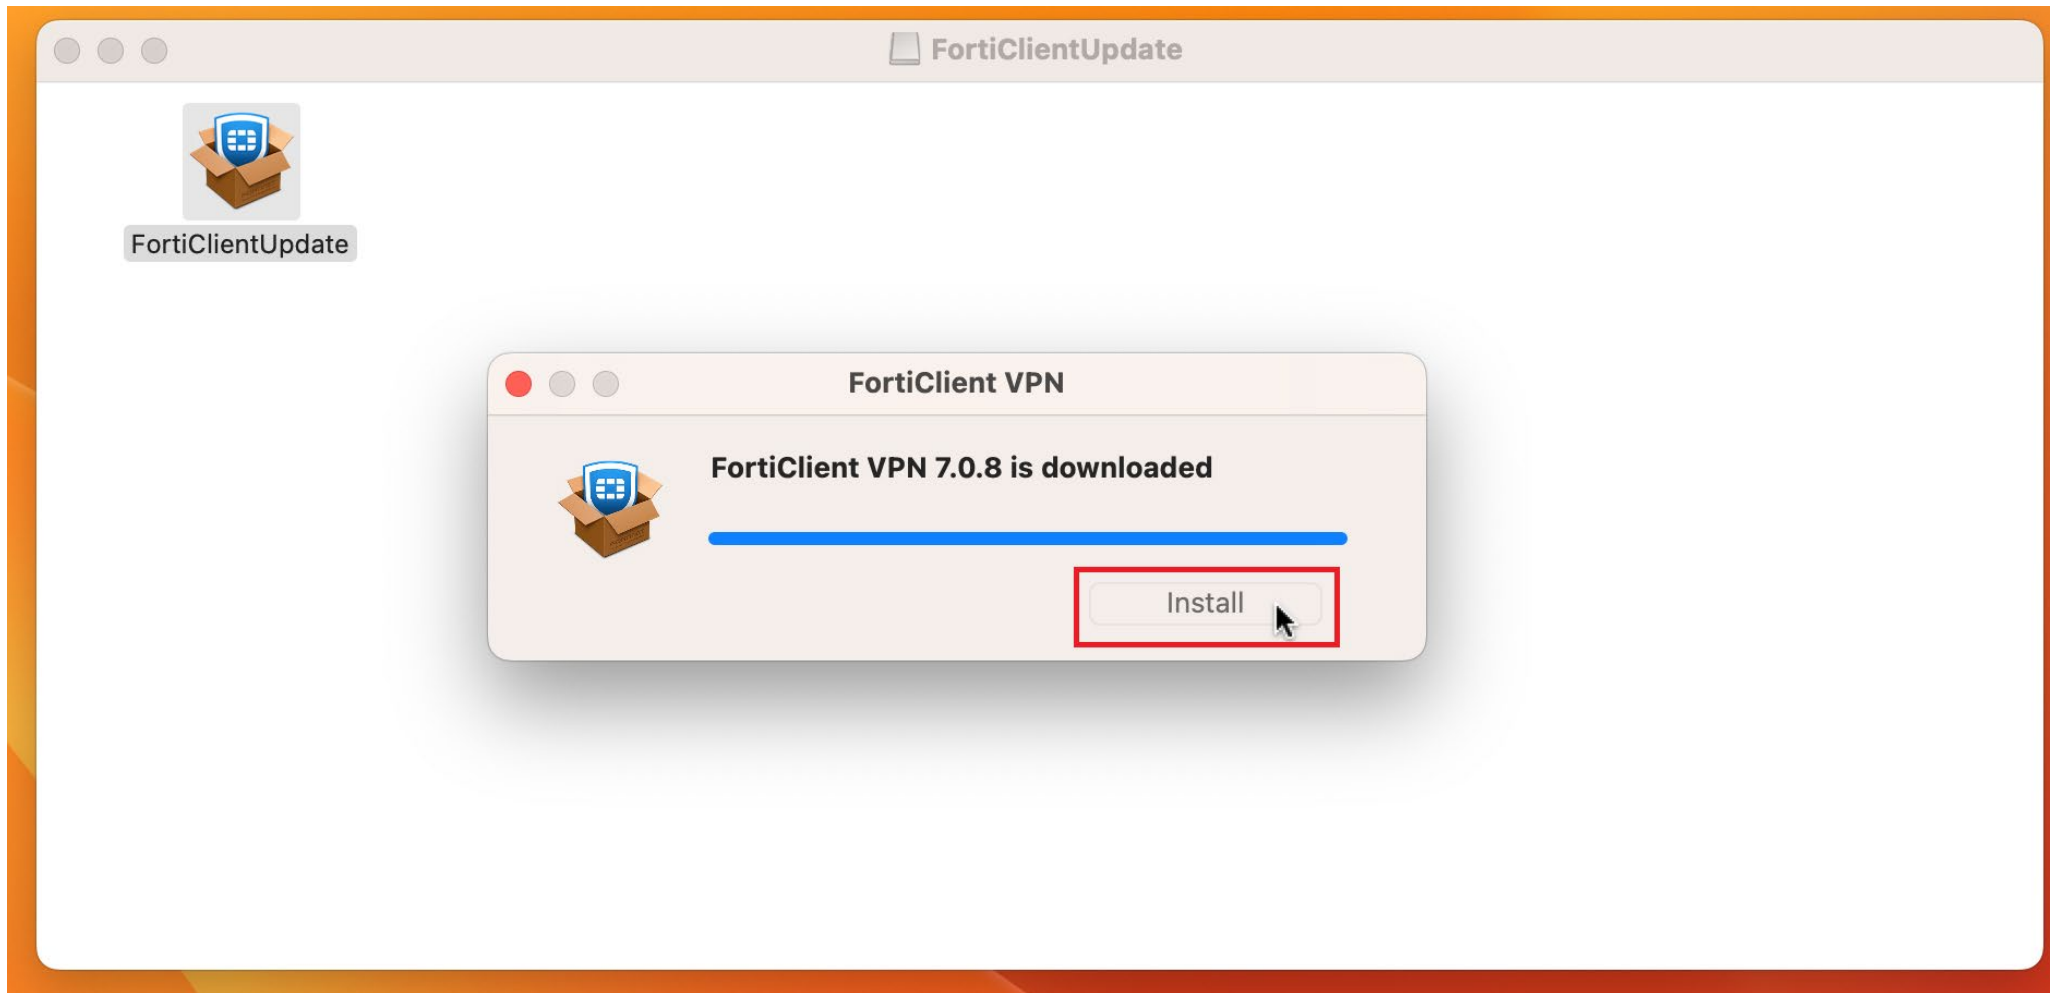 FortiClientUpdate
FortiClientUpdate
FortiClient VPN
FortiClient VPN 7.0.8 is downloaded
Install